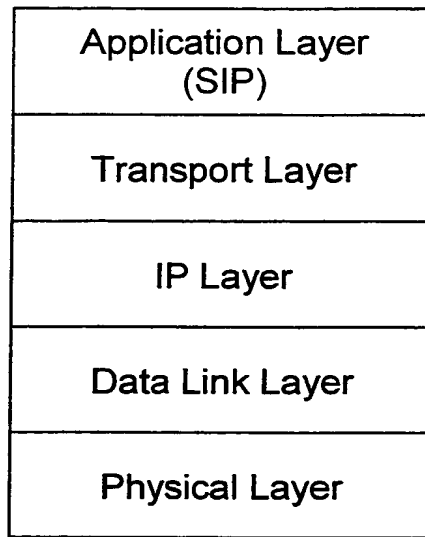 Application Layer
(SIP)
Transport Layer
IP Layer
Data Link Layer
Physical Layer